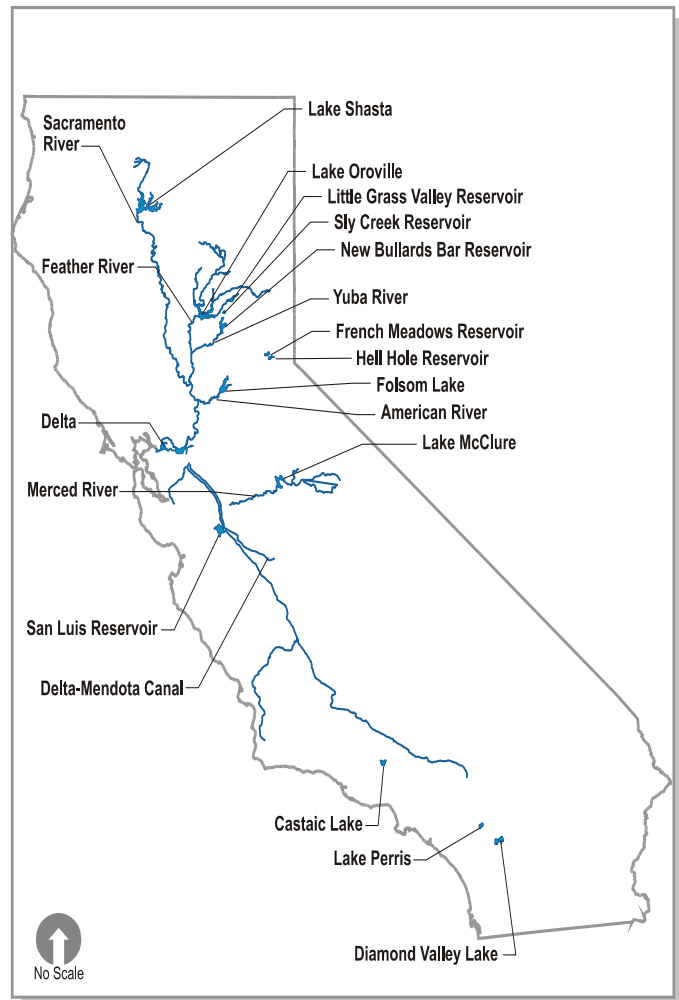 Lake Shasta
Sacramento
River
Lake Oroville
Little Grass Valley Reservoir
Sly Creek Reservoir
New Bullards Bar Reservoir
Feather River
Yuba River
French Meadows Reservoir
Hell Hole Reservoir
Folsom Lake
American River
Delta
Lake McClure
Merced River
San Luis Reservoir
Delta-Mendota Canal
Castaic Lake
Lake Perris
Diamond Valley Lake
No Scale